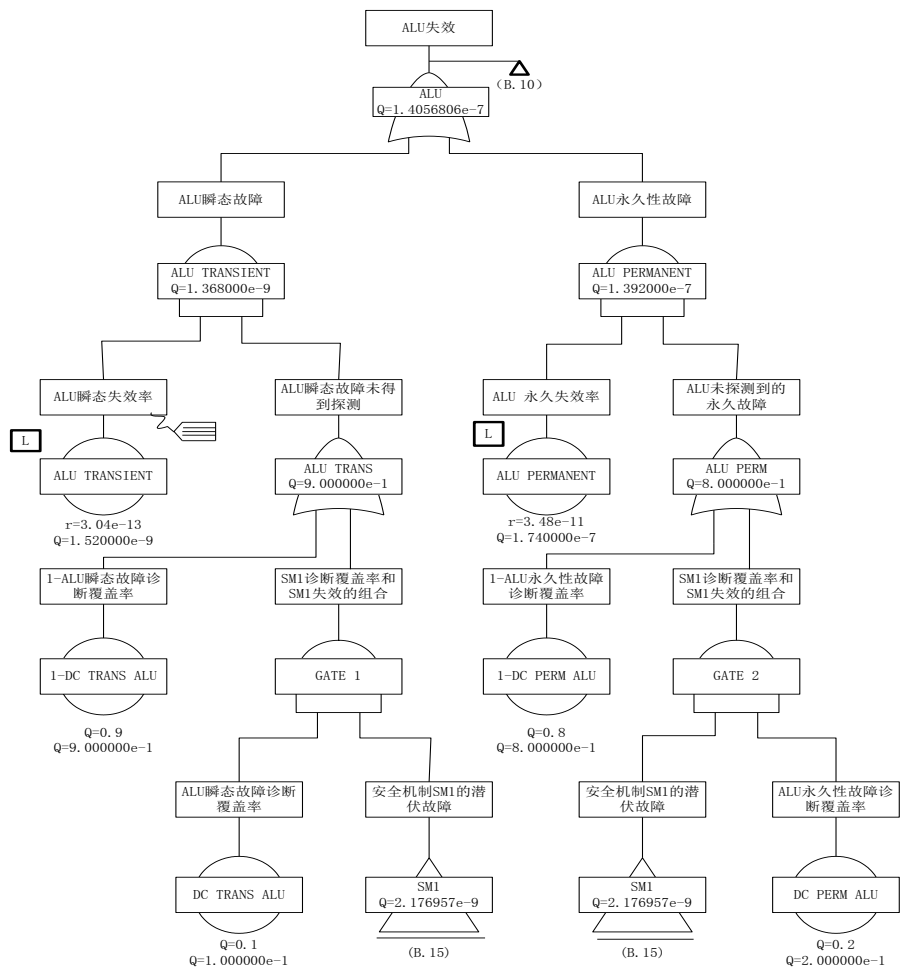 ALU失效
(B.10)
ALU
Q=1.4056806e-7
ALU瞬态故障
ALU永久性故障
ALU TRANSIENT
Q=1.368000e-9
ALU PERMANENT
Q=1.392000e-7
ALU瞬态失效率
ALU瞬态故障未得
到探测
ALU 永久失效率
ALU未探测到的
永久故障
L
L
ALU TRANSIENT
ALU TRANS
Q=9.000000e-1
ALU PERMANENT
ALU PERM
Q=8.000000e-1
r=3.04e-13
Q=1.520000e-9
r=3.48e-11
Q=1.740000e-7
1-ALU瞬态故障诊
断覆盖率
SM1诊断覆盖率和
SM1失效的组合
1-ALU永久性故障
诊断覆盖率
SM1诊断覆盖率和
SM1失效的组合
1-DC TRANS ALU
GATE 1
1-DC PERM ALU
GATE 2
Q=0.9
Q=9.000000e-1
Q=0.8
Q=8.000000e-1
ALU瞬态故障诊断
覆盖率
安全机制SM1的潜
伏故障
安全机制SM1的潜
伏故障
ALU永久性故障诊
断覆盖率
DC TRANS ALU
SM1
Q=2.176957e-9
SM1
Q=2.176957e-9
DC PERM ALU
Q=0.1
Q=1.000000e-1
(B.15)
(B.15)
Q=0.2
Q=2.000000e-1